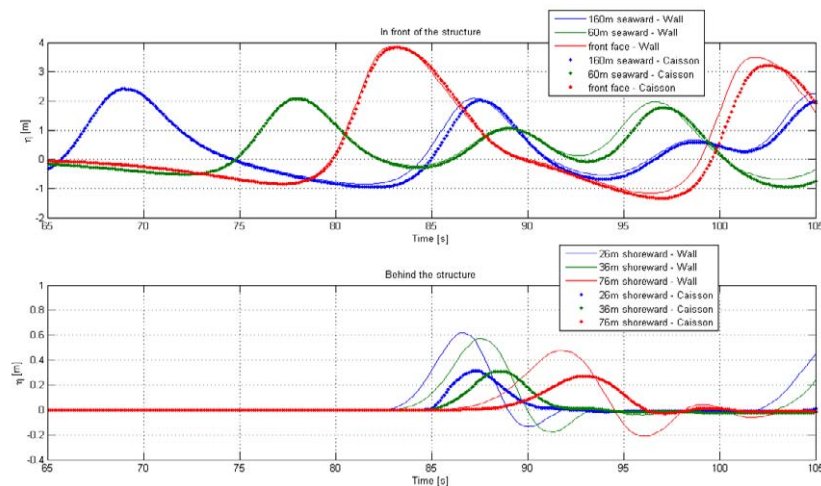 In front of the structure
160m seaward - Wall
60m seaward - Wall
front face - Wall
160m seaward - Caisson
60m seaward - Caisson
front face - Caisson
4
3
2
1
0
-1
-2
η [m]
65 70 75 80 85 90 95 100 105
Time [s]
Behind the structure
26m shoreward - Wall
36m shoreward - Wall
76m shoreward - Wall
26m shoreward - Caisson
36m shoreward - Caisson
76m shoreward - Caisson
1
0.8
0.6
0.4
0.2
0
-0.2
-0.4
η [m]
65 70 75 80 85 90 95 100 105
Time [s]